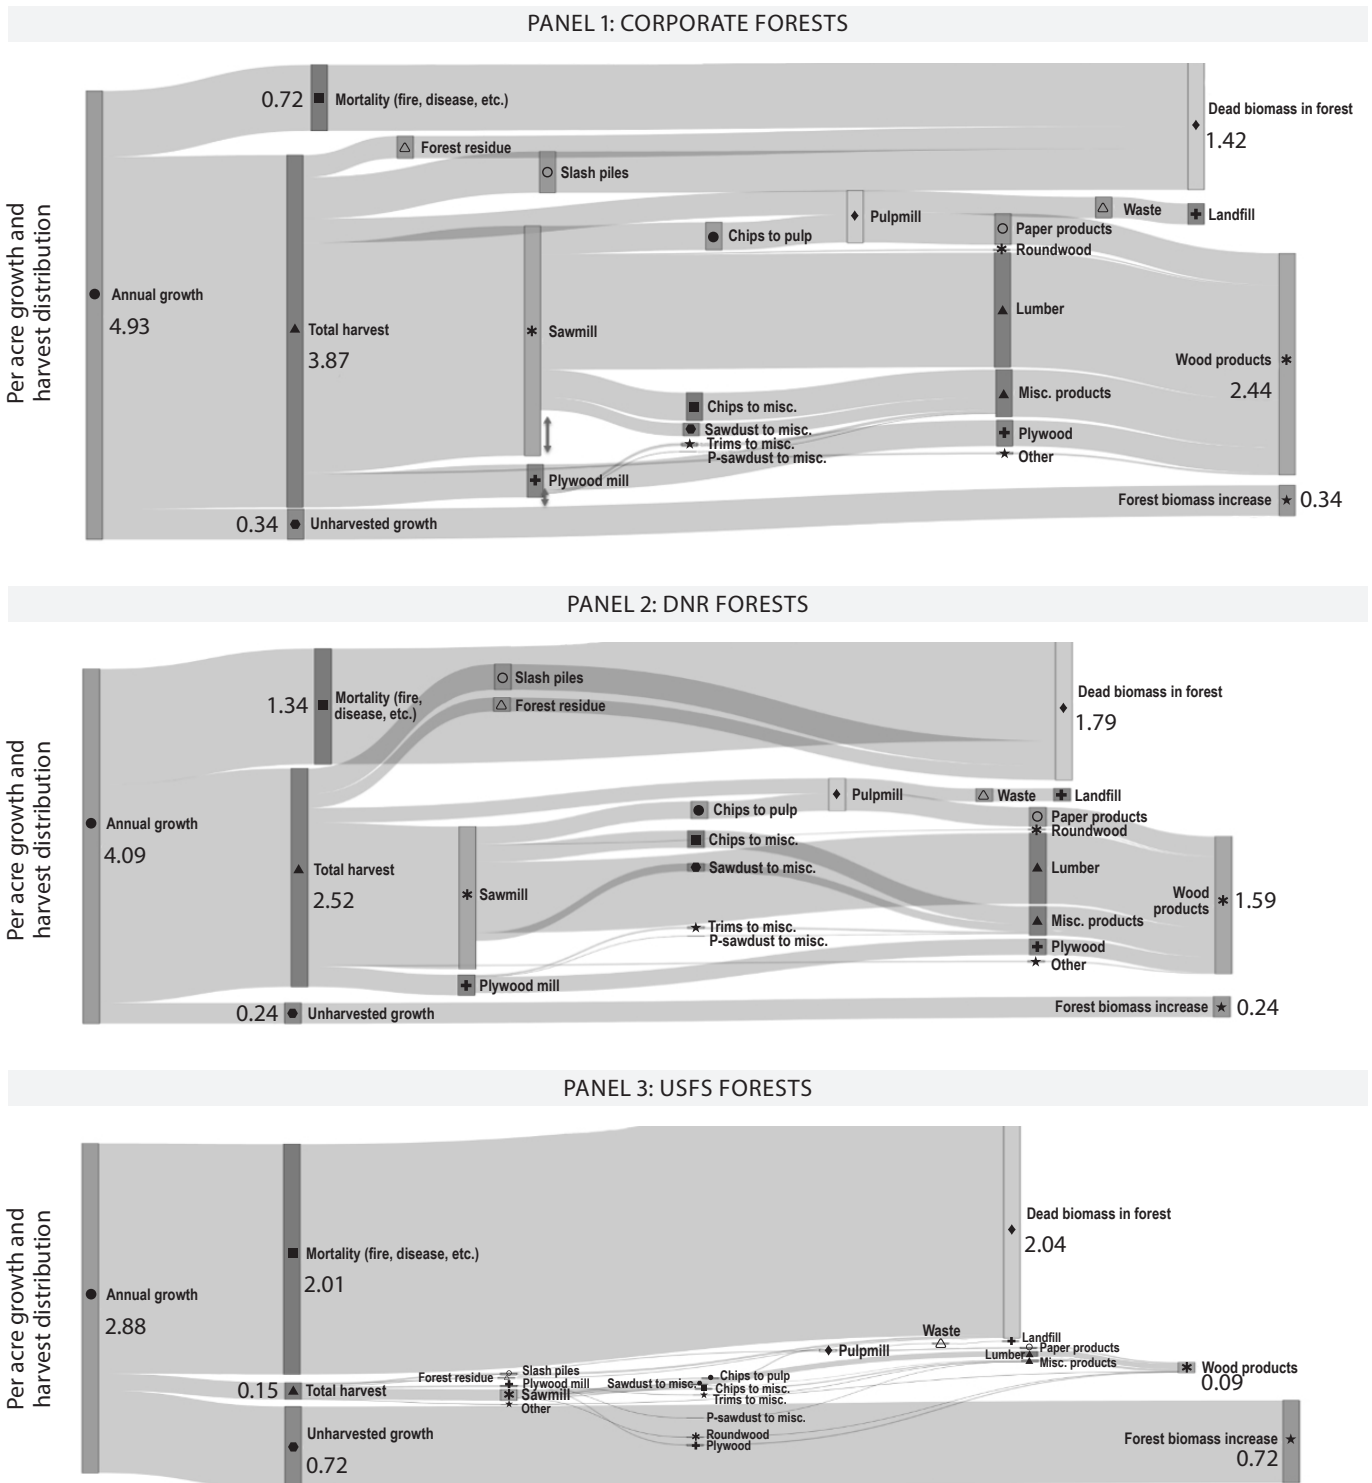 PANEL 1: CORPORATE FORESTS
Per acre growth and
harvest distribution
Annual growth
4.93
0.72
Mortality (fire, disease, etc.)
Forest residue
Slash piles
Total harvest
3.87
Sawmill
Chips to pulp
Pulpmill
Chips to misc.
Sawdust to misc.
Trims to misc.
P-sawdust to misc.
Plywood mill
0.34
Unharvested growth
Dead biomass in forest
1.42
Waste
Landfill
Paper products
Roundwood
Lumber
Misc. products
Plywood
Other
Wood products
2.44
Forest biomass increase
0.34
PANEL 2: DNR FORESTS
Per acre growth and
harvest distribution
Annual growth
4.09
1.34
Mortality (fire,
disease, etc.)
Slash piles
Forest residue
Total harvest
2.52
Sawmill
Chips to pulp
Pulpmill
Chips to misc.
Sawdust to misc.
Trims to misc.
P-sawdust to misc.
Plywood mill
0.24
Unharvested growth
Dead biomass in forest
1.79
Waste
Landfill
Paper products
Roundwood
Lumber
Misc. products
Plywood
Other
Wood
products
1.59
Forest biomass increase
0.24
PANEL 3: USFS FORESTS
Per acre growth and
harvest distribution
Annual growth
2.88
Mortality (fire, disease, etc.)
2.01
0.15
Total harvest
Forest residue
Slash piles
Plywood mill
Sawmill
Other
Unharvested growth
0.72
Sawdust to misc.
Chips to pulp
Chips to misc.
Trims to misc.
P-sawdust to misc.
Roundwood
Plywood
Pulpmill
Waste
Dead biomass in forest
2.04
Landfill
Paper products
Lumber
Misc. products
Wood products
0.09
Forest biomass increase
0.72